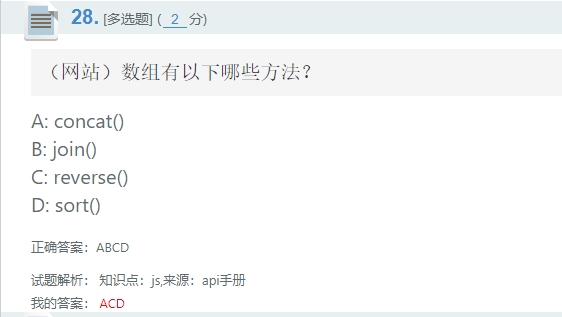 28. [多选题] ( 2 分)
（网站）数组有以下哪些方法？
A: concat()
B: join()
C: reverse()
D: sort()
正确答案：ABCD
试题解析： 知识点：js,来源：api手册
我的答案： ACD